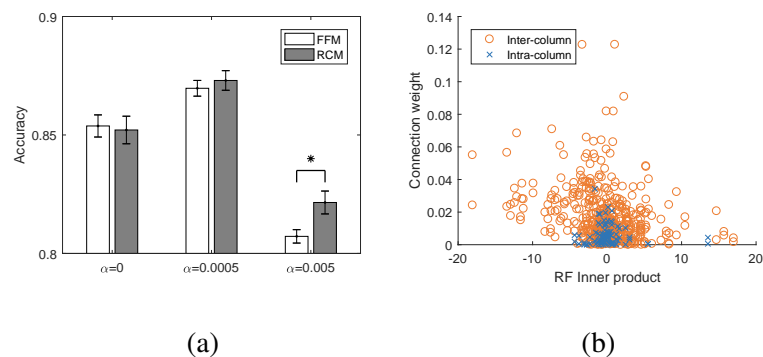 0.9
FFM
RCM
0.85
0.8
Accuracy
*
α=0
α=0.0005
α=0.005
(a)
0.14
0.12
0.1
0.08
0.06
0.04
0.02
0
Connection weight
Inter-column
Intra-column
-20
-10
0
10
20
RF Inner product
(b)